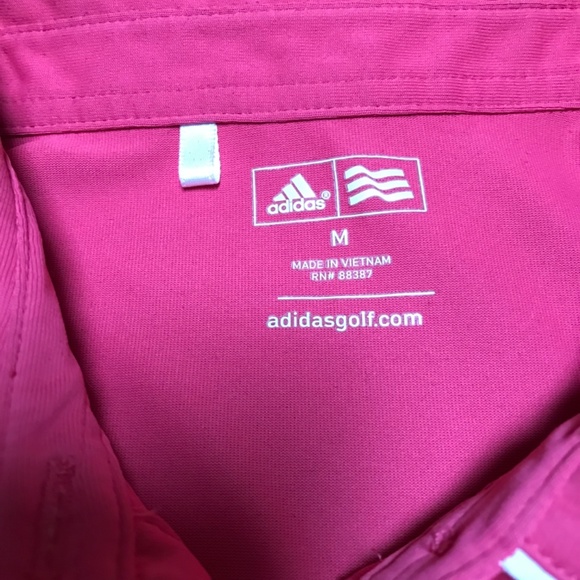 adidas®
M
MADE IN VIETNAM
RN# 88387
adidasgolf.com